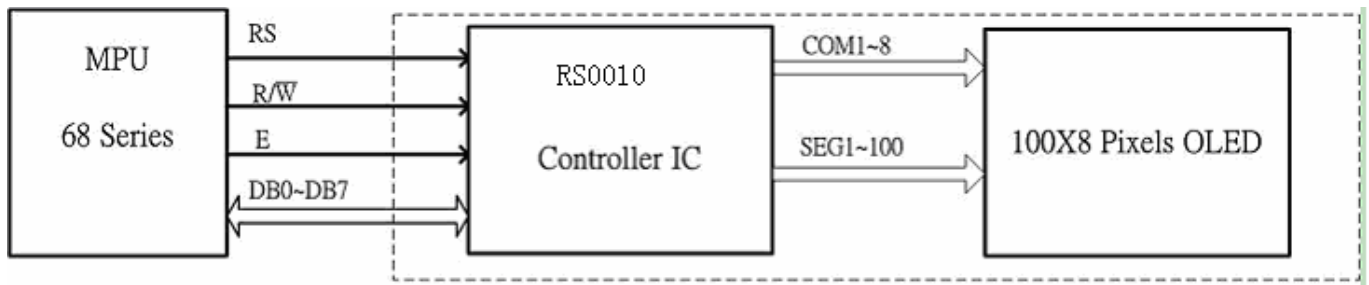 MPU
68 Series
RS
R/W̅
E
DB0~DB7
RS0010
Controller IC
COM1~8
SEG1~100
100X8 Pixels OLED